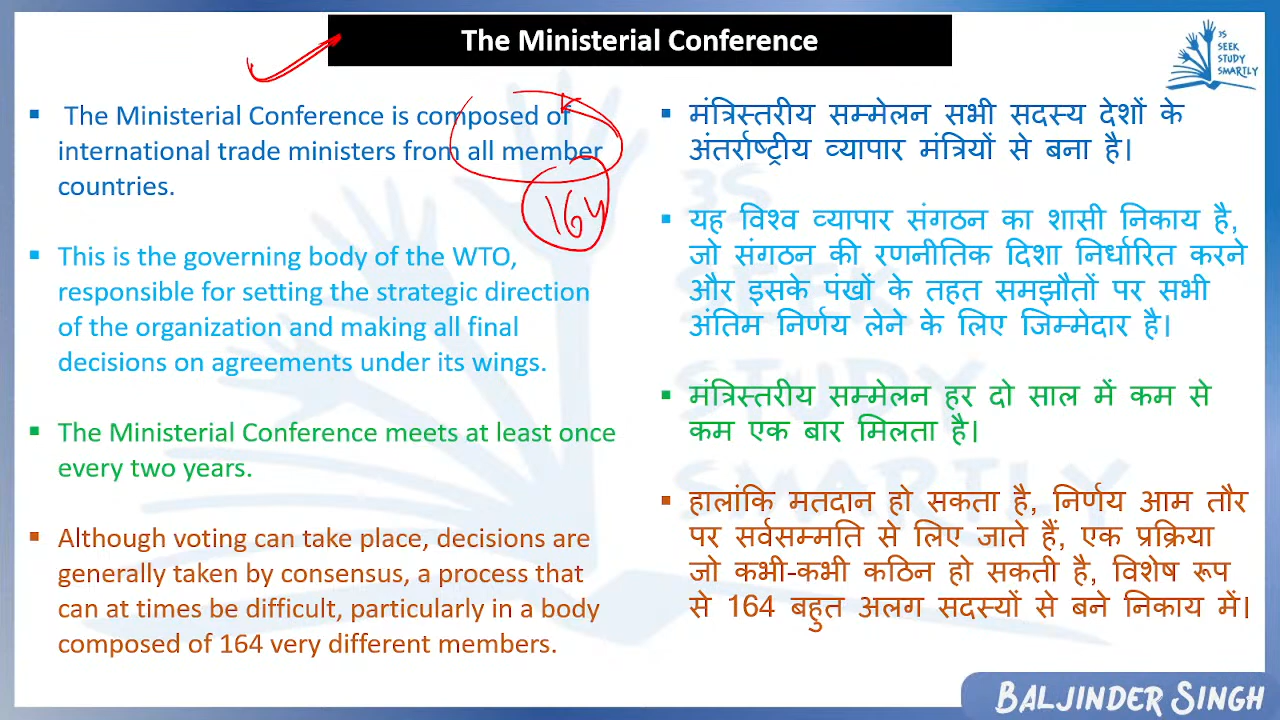 The Ministerial Conference
3S
SEEK
STUDY
SMARTLY
▪ The Ministerial Conference is composed of
international trade ministers from all member
countries.
164
▪ This is the governing body of the WTO,
responsible for setting the strategic direction
of the organization and making all final
decisions on agreements under its wings.
▪ The Ministerial Conference meets at least once
every two years.
▪ Although voting can take place, decisions are
generally taken by consensus, a process that
can at times be difficult, particularly in a body
composed of 164 very different members.
▪ मंत्रिस्तरीय सम्मेलन सभी सदस्य देशों के
अंतर्राष्ट्रीय व्यापार मंत्रियों से बना है।
▪ यह विश्व व्यापार संगठन का शासी निकाय है,
जो संगठन की रणनीतिक दिशा निर्धारित करने
और इसके पंखों के तहत समझौतों पर सभी
अंतिम निर्णय लेने के लिए जिम्मेदार है।
▪ मंत्रिस्तरीय सम्मेलन हर दो साल में कम से
कम एक बार मिलता है।
▪ हालांकि मतदान हो सकता है, निर्णय आम तौर
पर सर्वसम्मति से लिए जाते हैं, एक प्रक्रिया
जो कभी-कभी कठिन हो सकती है, विशेष रूप
से 164 बहुत अलग सदस्यों से बने निकाय में।
3S
SEEK
STUDY
SMARTLY
BALJINDER SINGH